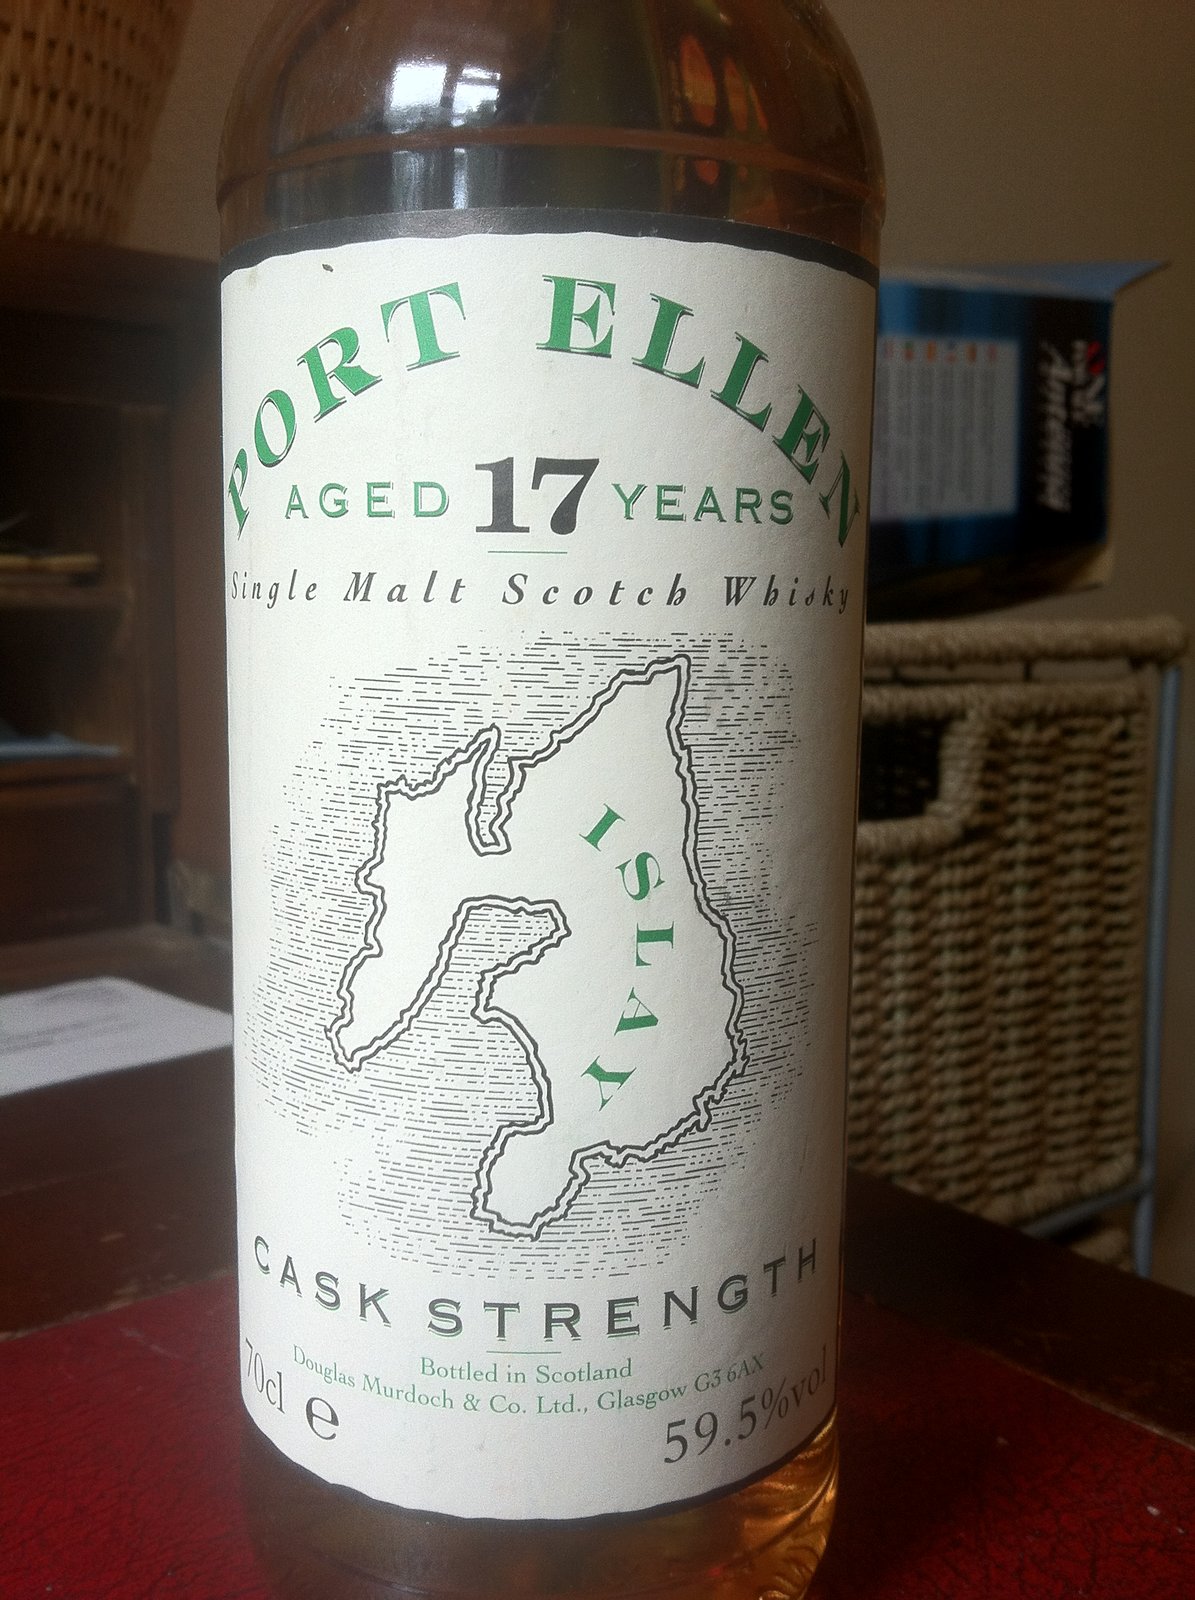 PORT ELLEN
AGED 17 YEARS
Single Malt Scotch Whisky
ISLAY
CASK STRENGTH
Bottled in Scotland
Douglas Murdoch & Co. Ltd., Glasgow G3 6AX
70cl e
59.5%vol